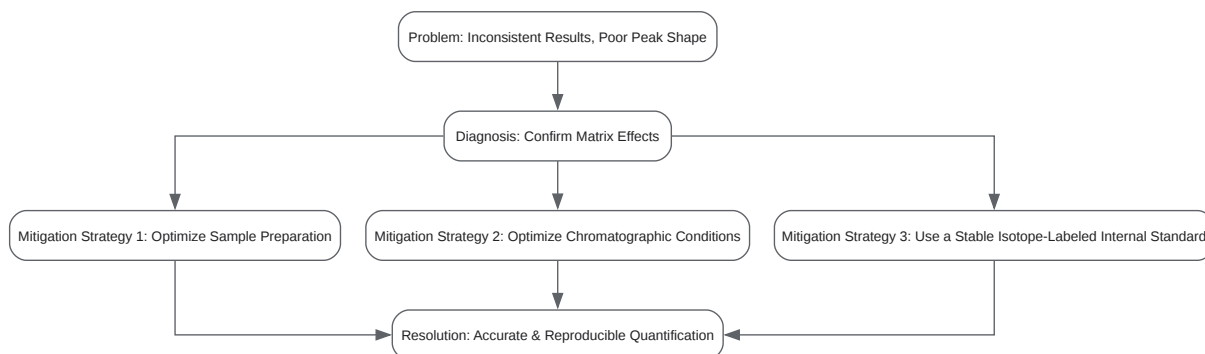 Problem: Inconsistent Results, Poor Peak Shape
Diagnosis: Confirm Matrix Effects
Mitigation Strategy 1: Optimize Sample Preparation
Mitigation Strategy 2: Optimize Chromatographic Conditions
Mitigation Strategy 3: Use a Stable Isotope-Labeled Internal Standard
Resolution: Accurate & Reproducible Quantification